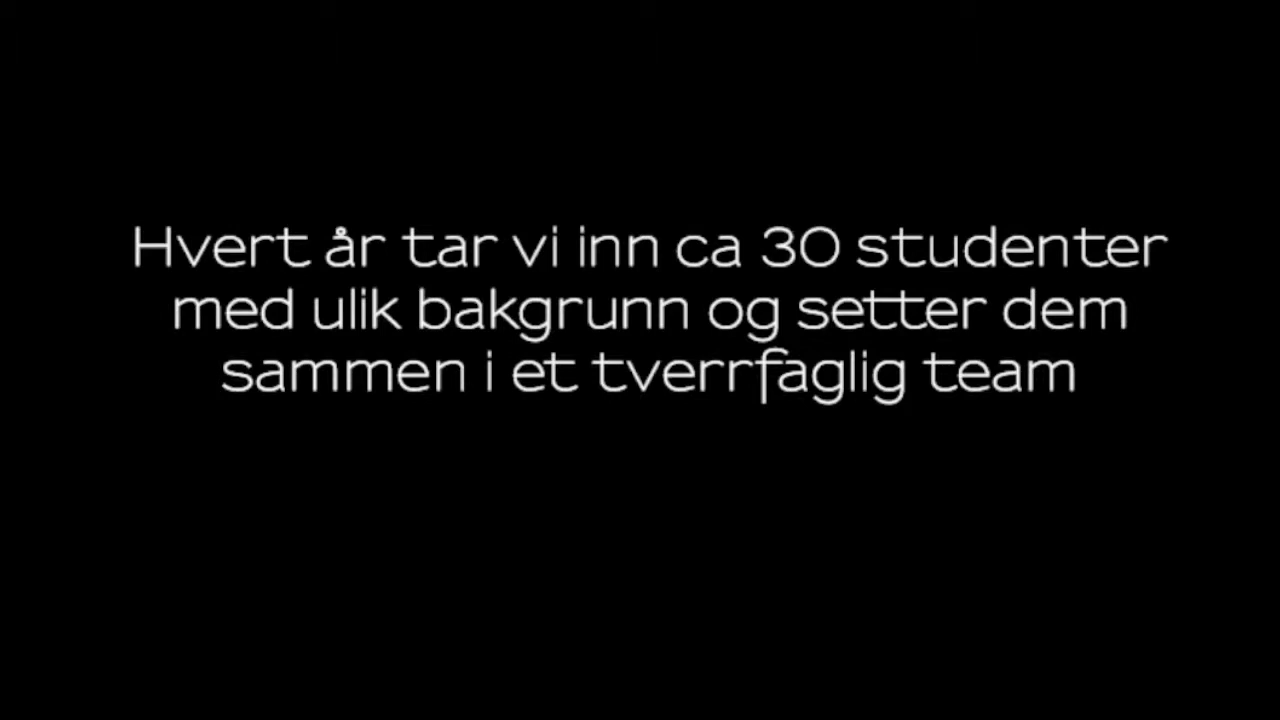 Hvert år tar vi inn ca 30 studenter
med ulik bakgrunn og setter dem
sammen i et tverrfaglig team